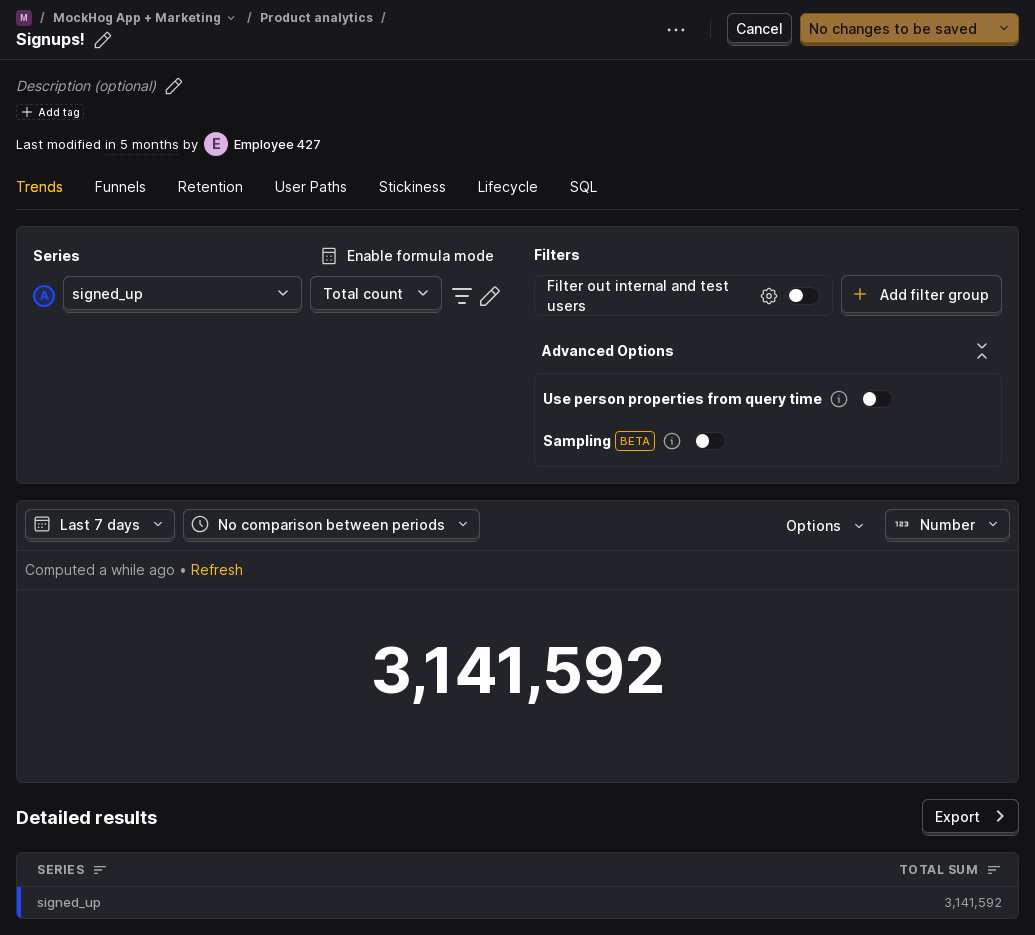 M / MockHog App + Marketing / Product analytics /
Signups!
Cancel
No changes to be saved
Description (optional)
Add tag
Last modified in 5 months by E Employee 427
Trends Funnels Retention User Paths Stickiness Lifecycle SQL
Series
Enable formula mode
A signed_up Total count
Filters
Filter out internal and test
users
Add filter group
Advanced Options
Use person properties from query time
Sampling BETA
Last 7 days No comparison between periods Options 123 Number
Computed a while ago • Refresh
3,141,592
Detailed results
Export
SERIES TOTAL SUM
signed_up 3,141,592